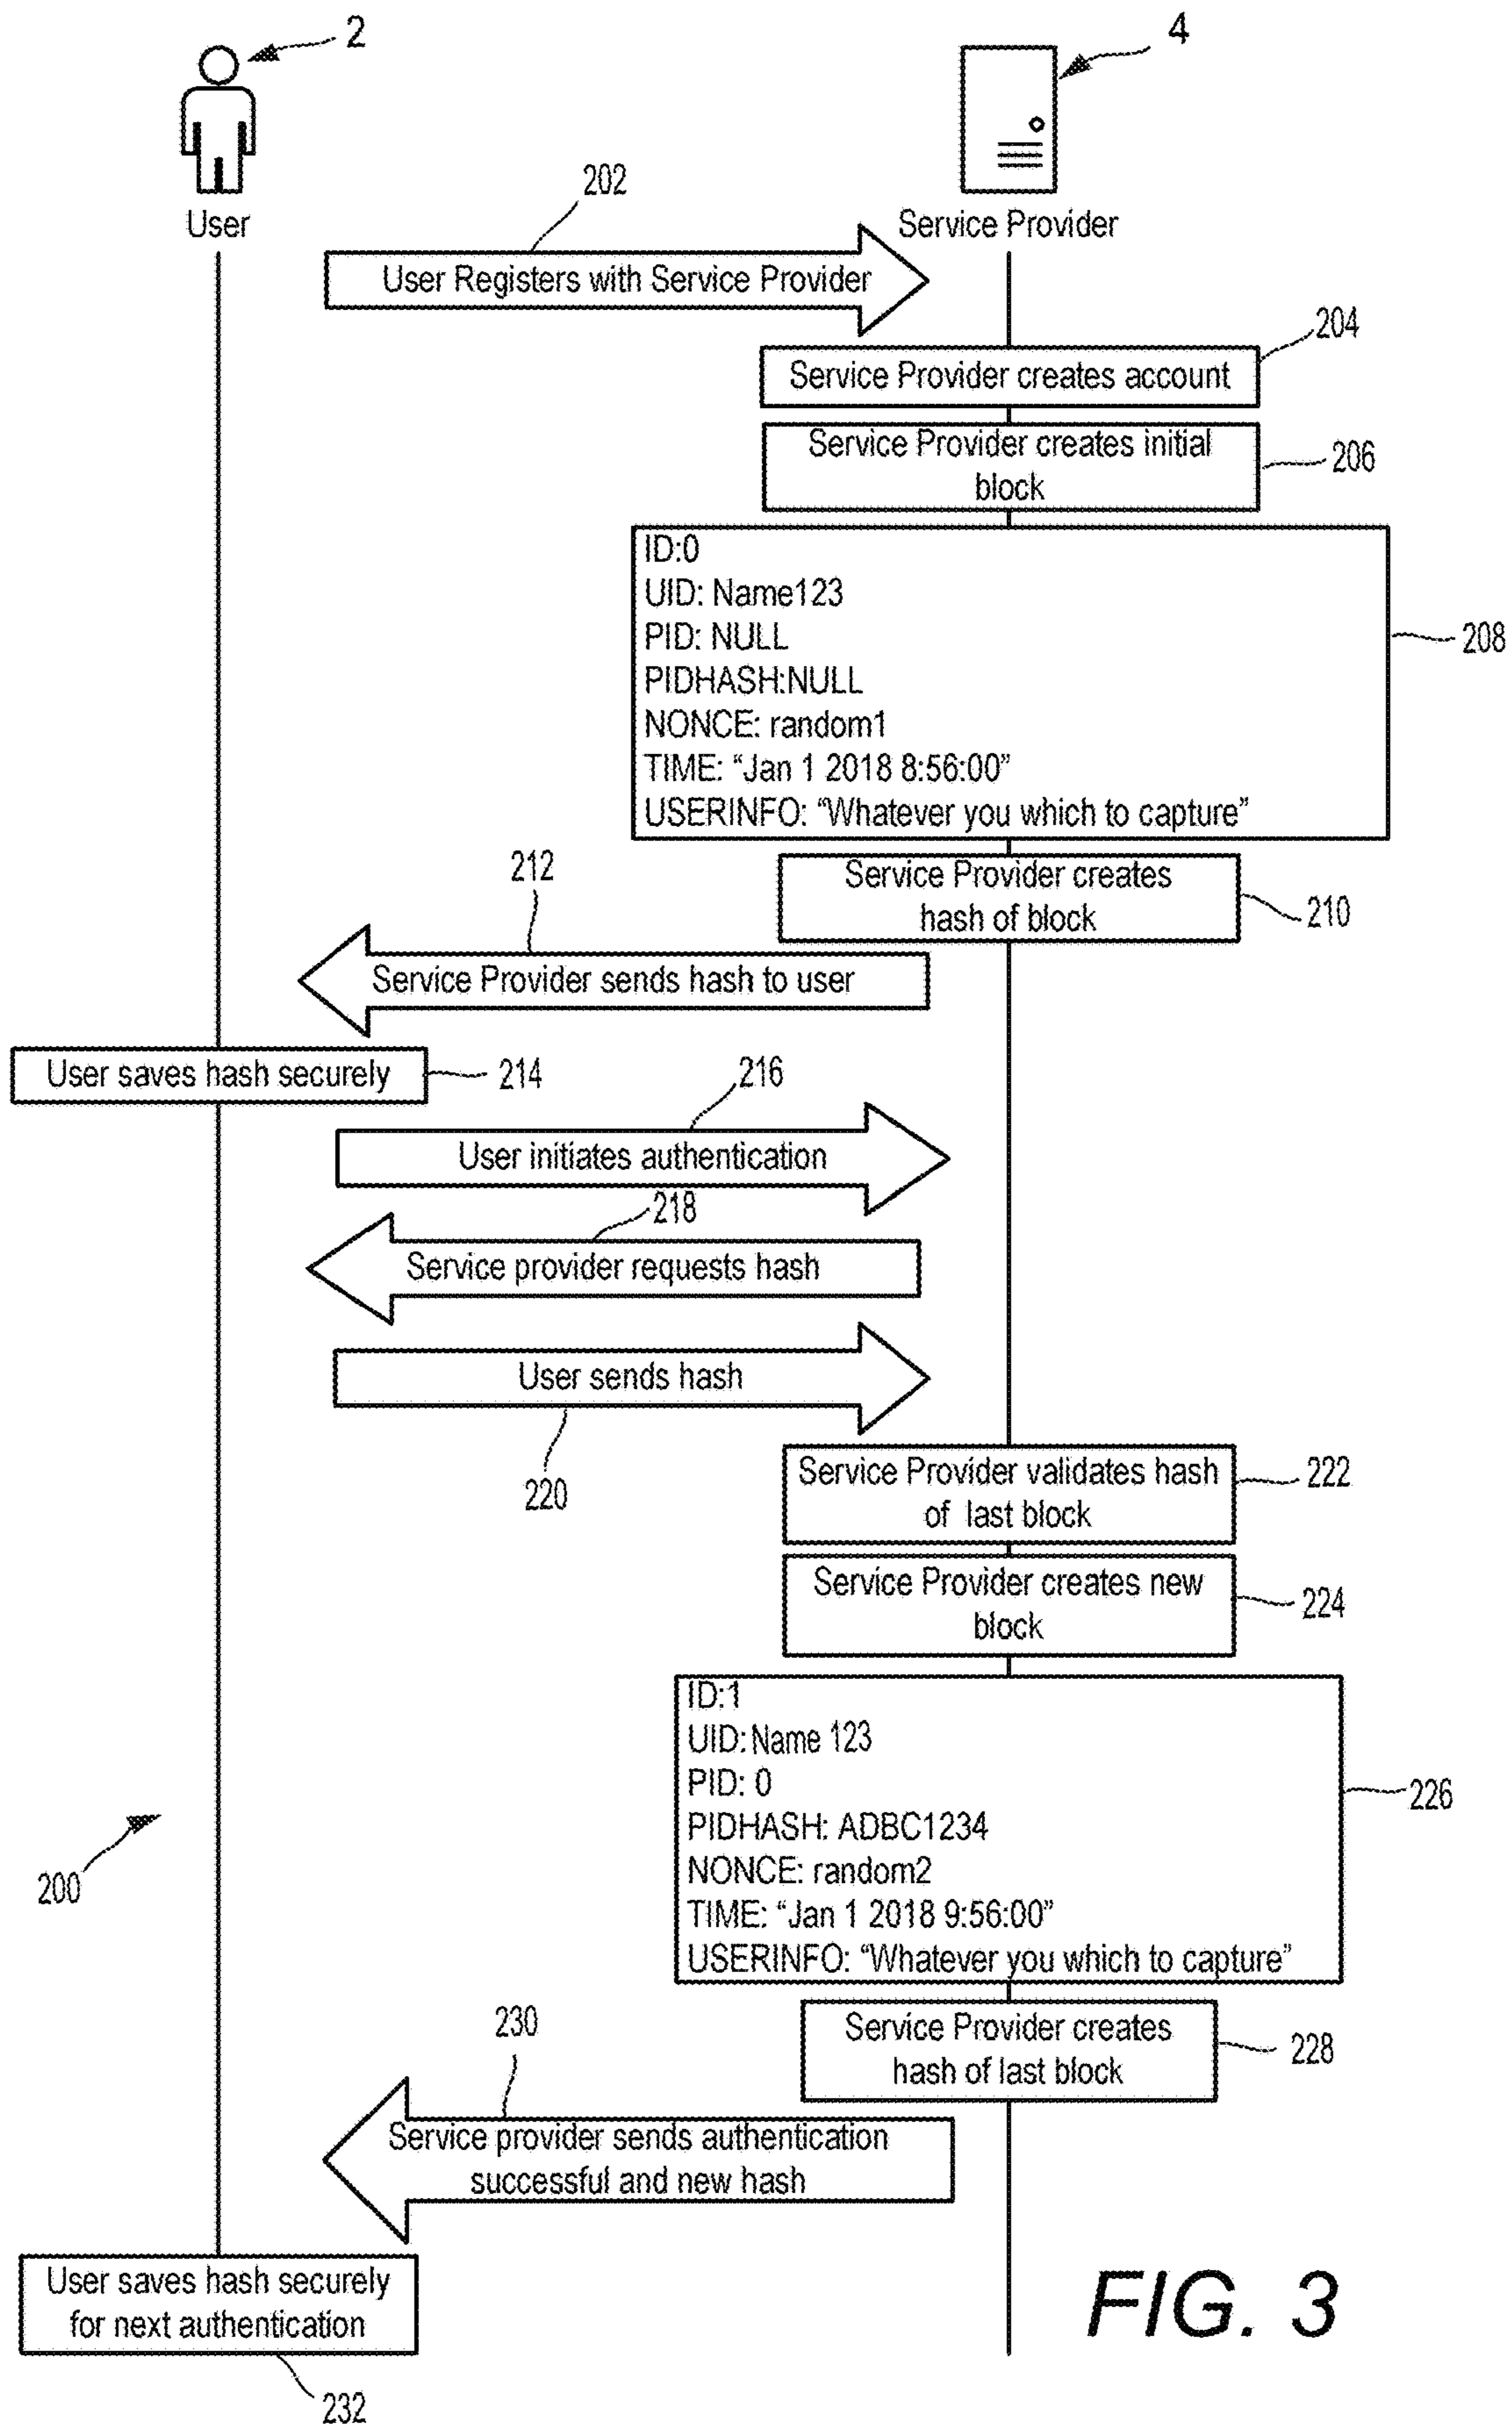 2
4
User
Service Provider
202
User Registers with Service Provider
204
Service Provider creates account
Service Provider creates initial
block
206
ID:0
UID: Name123
PID: NULL
PIDHASH:NULL
NONCE: random1
TIME: “Jan 1 2018 8:56:00”
USERINFO: “Whatever you which to capture”
208
212
Service Provider creates
hash of block
210
Service Provider sends hash to user
User saves hash securely
214
216
User initiates authentication
218
Service provider requests hash
User sends hash
220
Service Provider validates hash
of last block
222
Service Provider creates new
block
224
ID:1
UID: Name 123
PID: 0
PIDHASH: ADBC1234
NONCE: random2
TIME: “Jan 1 2018 9:56:00”
USERINFO: “Whatever you which to capture”
226
200
230
Service Provider creates
hash of last block
228
Service provider sends authentication
successful and new hash
User saves hash securely
for next authentication
232
FIG. 3